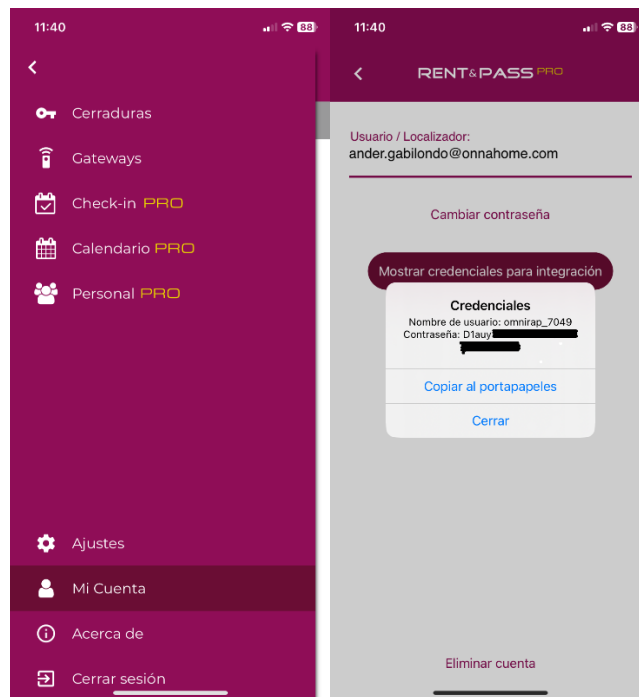 11:40
88
Cerraduras
Gateways
Check-in PRO
Calendario PRO
Personal PRO
Ajustes
Mi Cuenta
Acerca de
Cerrar sesión
11:40
88
RENT&PASS PRO
Usuario / Localizador:
ander.gabilondo@onnahome.com
Cambiar contraseña
Mostrar credenciales para integración
Credenciales
Nombre de usuario: omnirap_7049
Contraseña: D1auy
Copiar al portapapeles
Cerrar
Eliminar cuenta